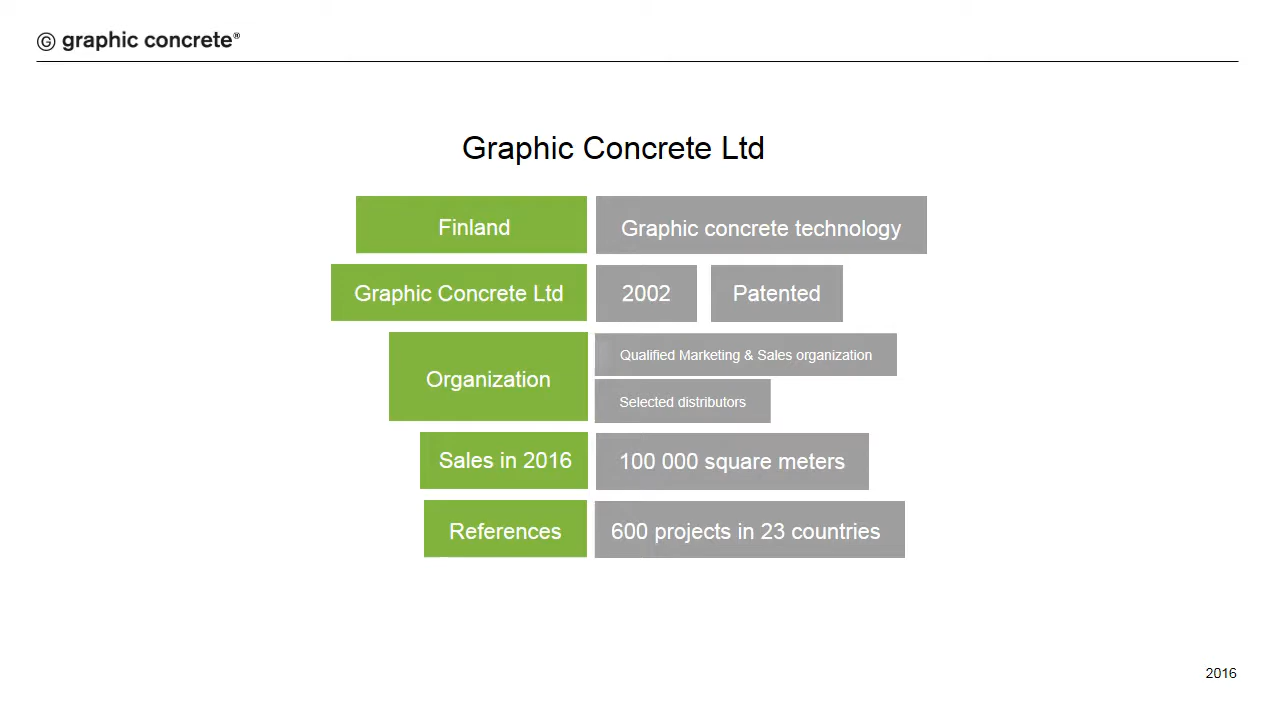 G graphic concrete®
Graphic Concrete Ltd
Finland
Graphic concrete technology
Graphic Concrete Ltd
2002
Patented
Organization
Qualified Marketing & Sales organization
Selected distributors
Sales in 2016
100 000 square meters
References
600 projects in 23 countries
2016